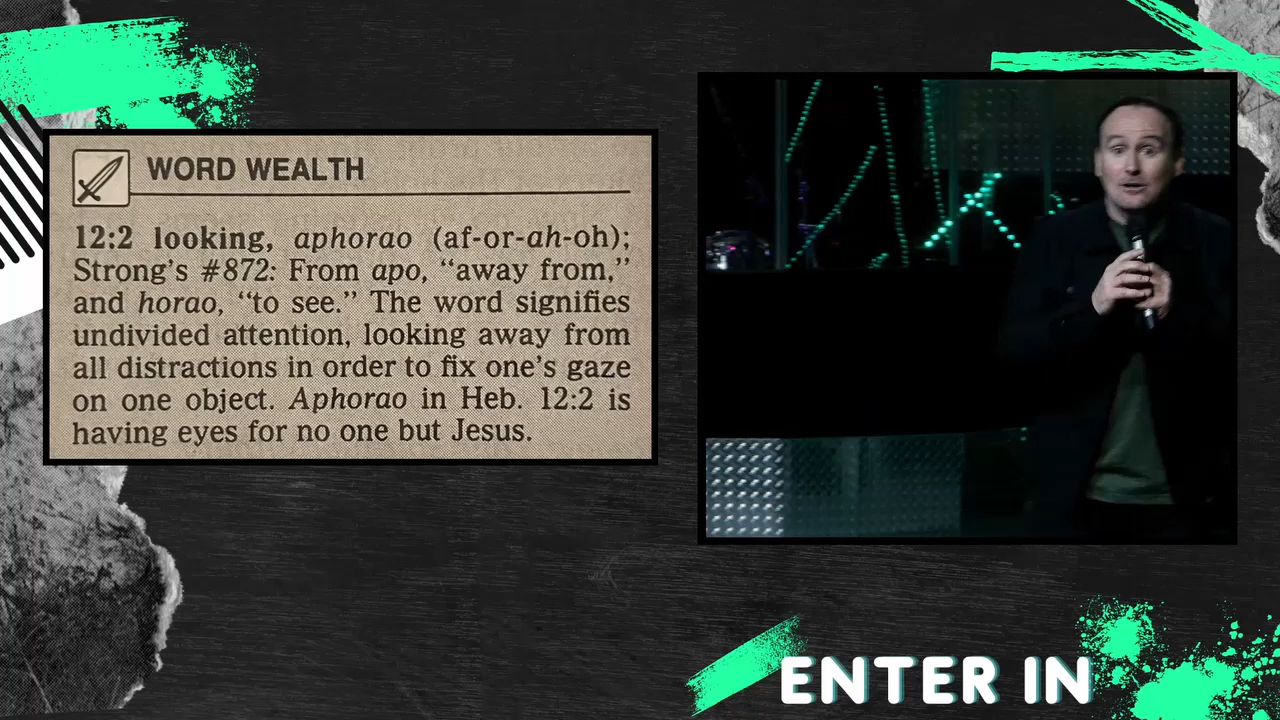 WORD WEALTH
12:2 looking, aphorao (af-or-ah-oh);
Strong's #872: From apo, "away from,"
and horao, "to see." The word signifies
undivided attention, looking away from
all distractions in order to fix one's gaze
on one object. Aphorao in Heb. 12:2 is
having eyes for no one but Jesus.
ENTER IN